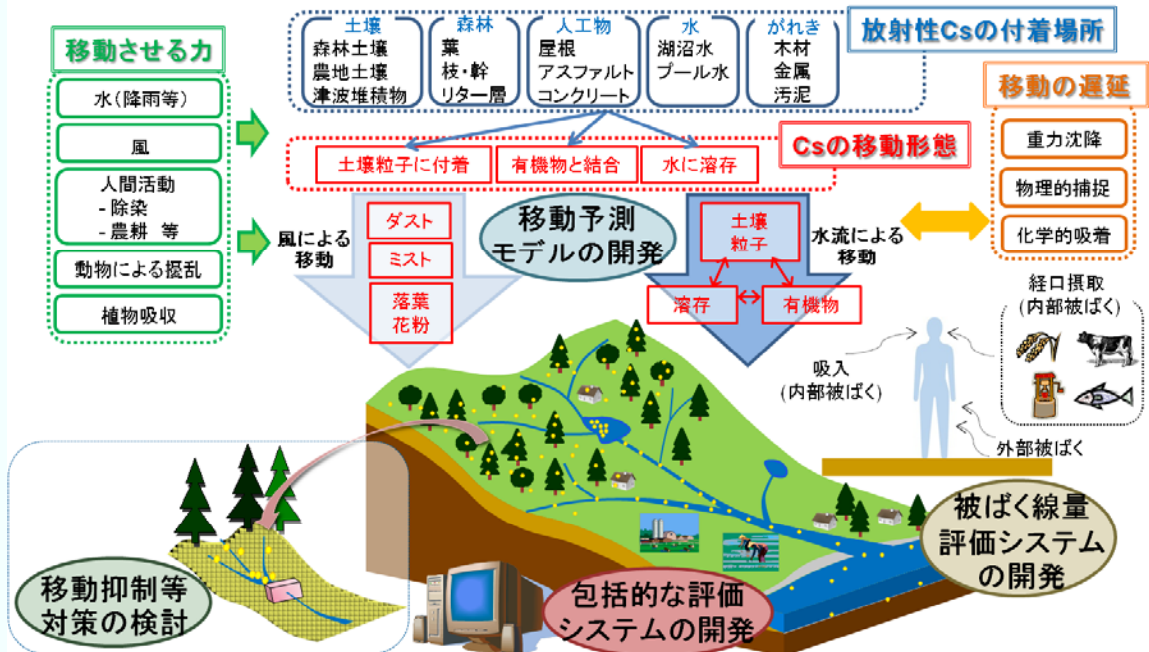 移動させる力
水(降雨等)
風
人間活動
- 除染
- 農耕 等
動物による擾乱
植物吸収
放射性Csの付着場所
土壌
森林土壌
農地土壌
津波堆積物
森林
葉
枝・幹
リター層
人工物
屋根
アスファルト
コンクリート
水
湖沼水
プール水
がれき
木材
金属
汚泥
Csの移動形態
土壌粒子に付着
有機物と結合
水に溶存
移動の遅延
重力沈降
物理的捕捉
化学的吸着
風による
移動
ダスト
ミスト
落葉
花粉
移動予測
モデルの開発
土壌
粒子
溶存
有機物
水流による
移動
経口摂取
(内部被ばく)
吸入
(内部被ばく)
外部被ばく
移動抑制等
対策の検討
包括的な評価
システムの開発
被ばく線量
評価システム
の開発